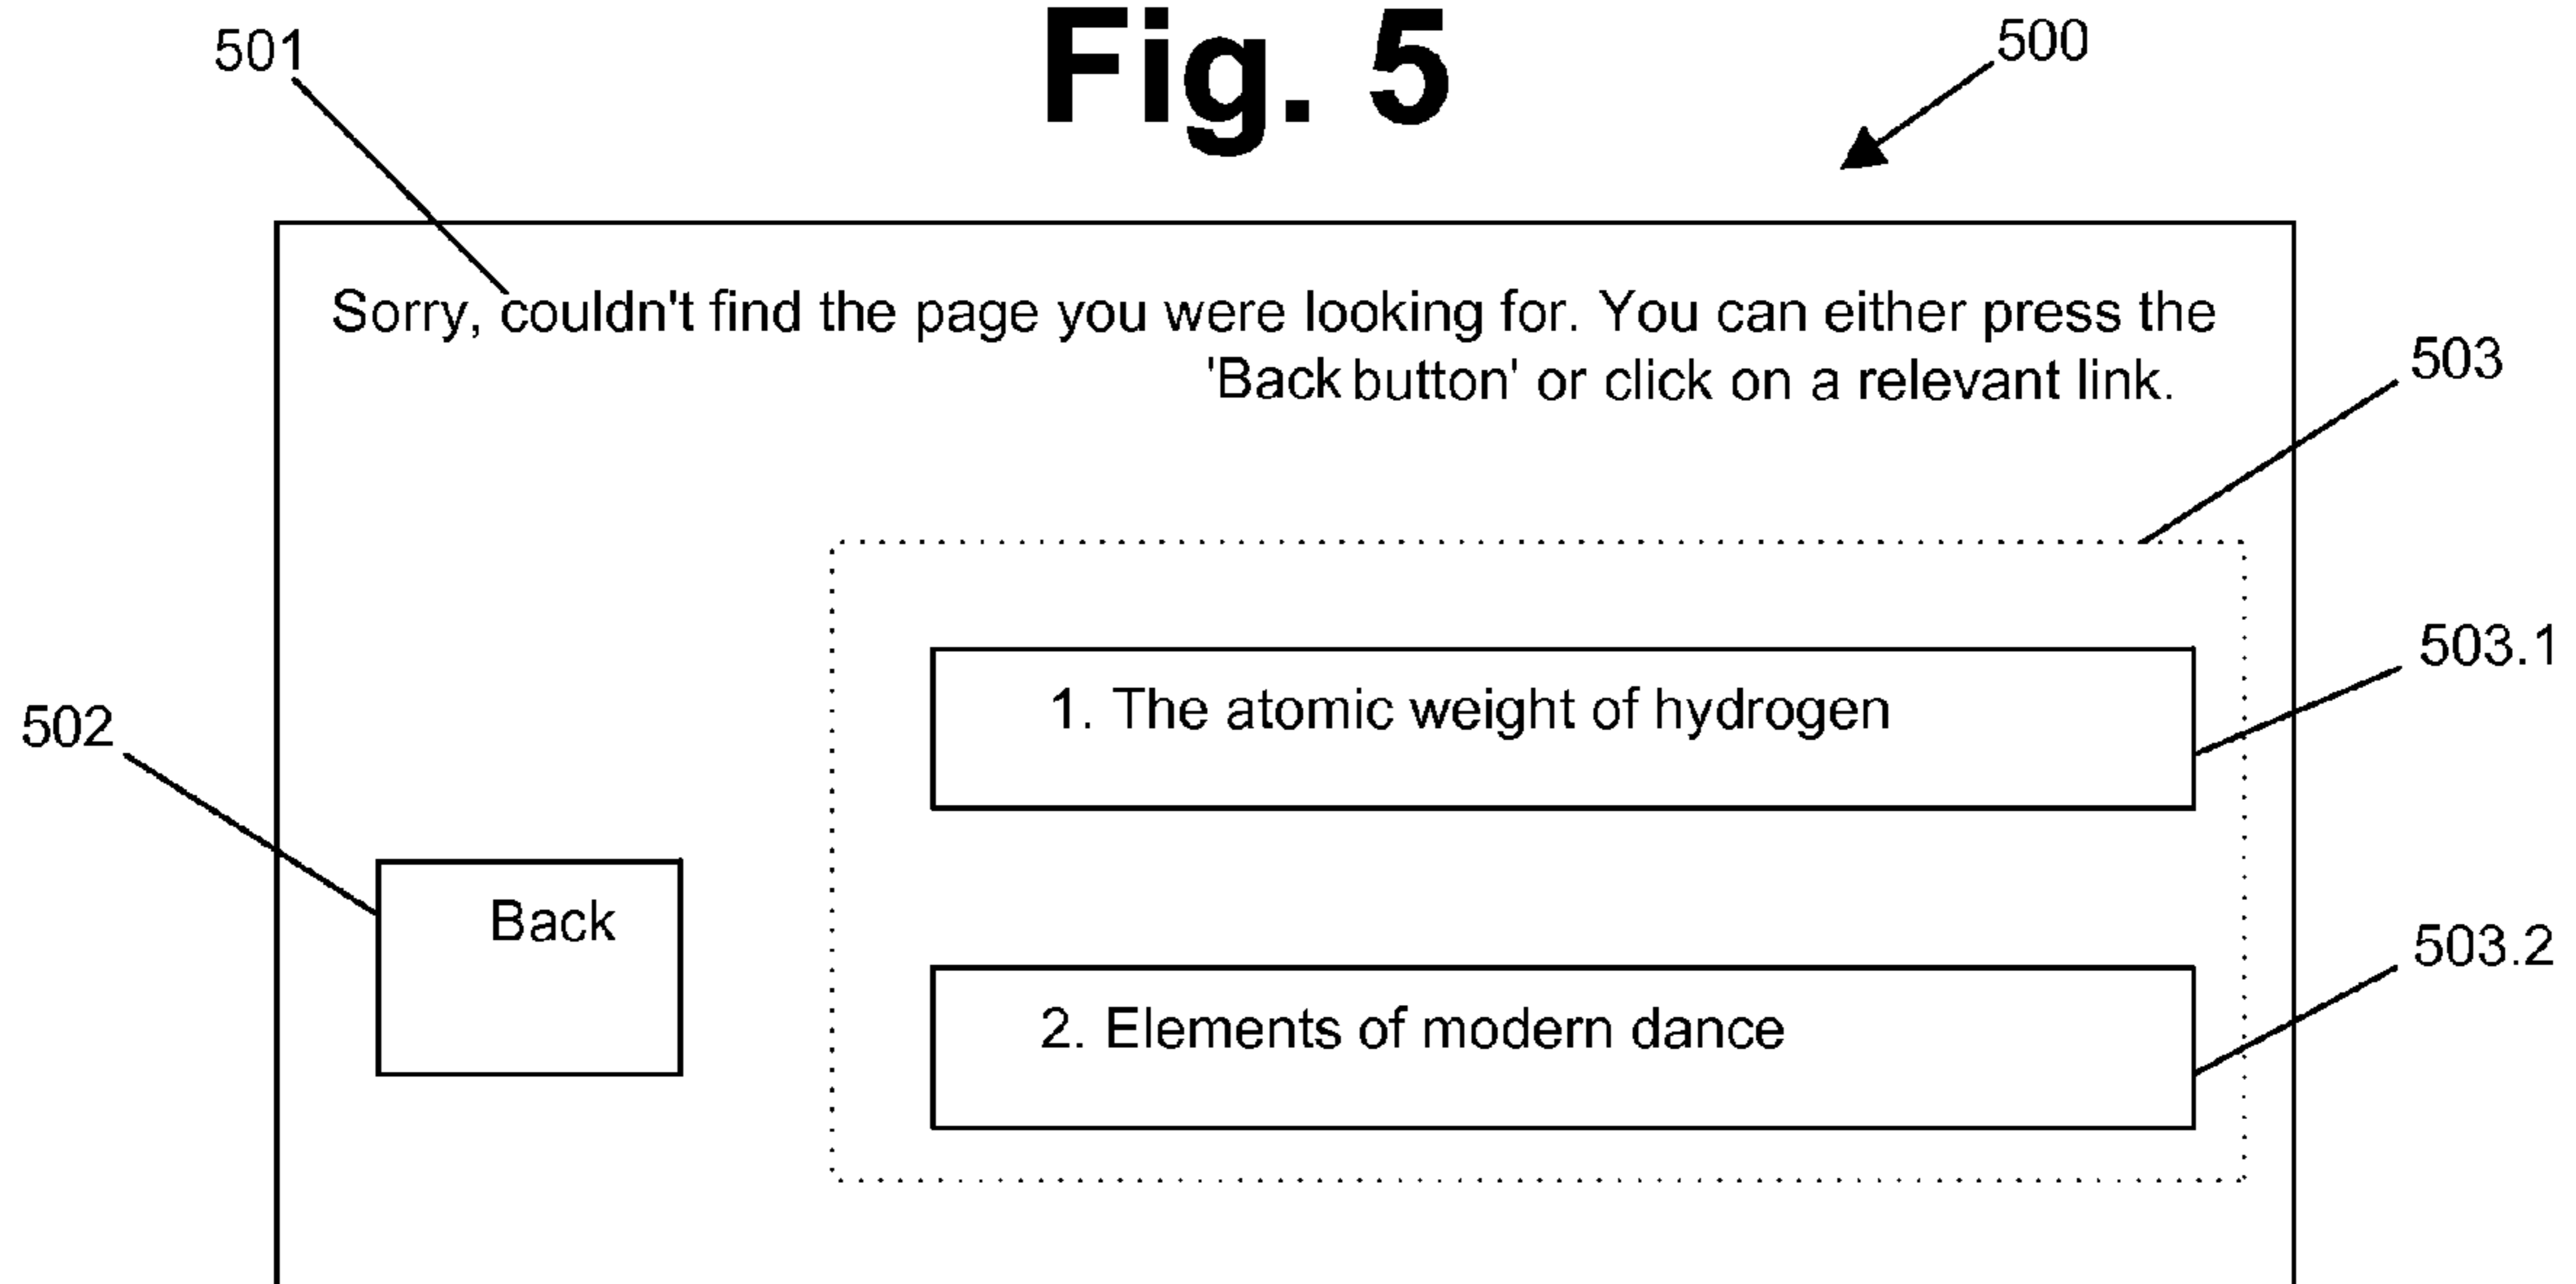 Fig. 5
501
500
Sorry, couldn't find the page you were looking for. You can either press the
'Back button' or click on a relevant link.
503
503.1
1. The atomic weight of hydrogen
502
Back
503.2
2. Elements of modern dance